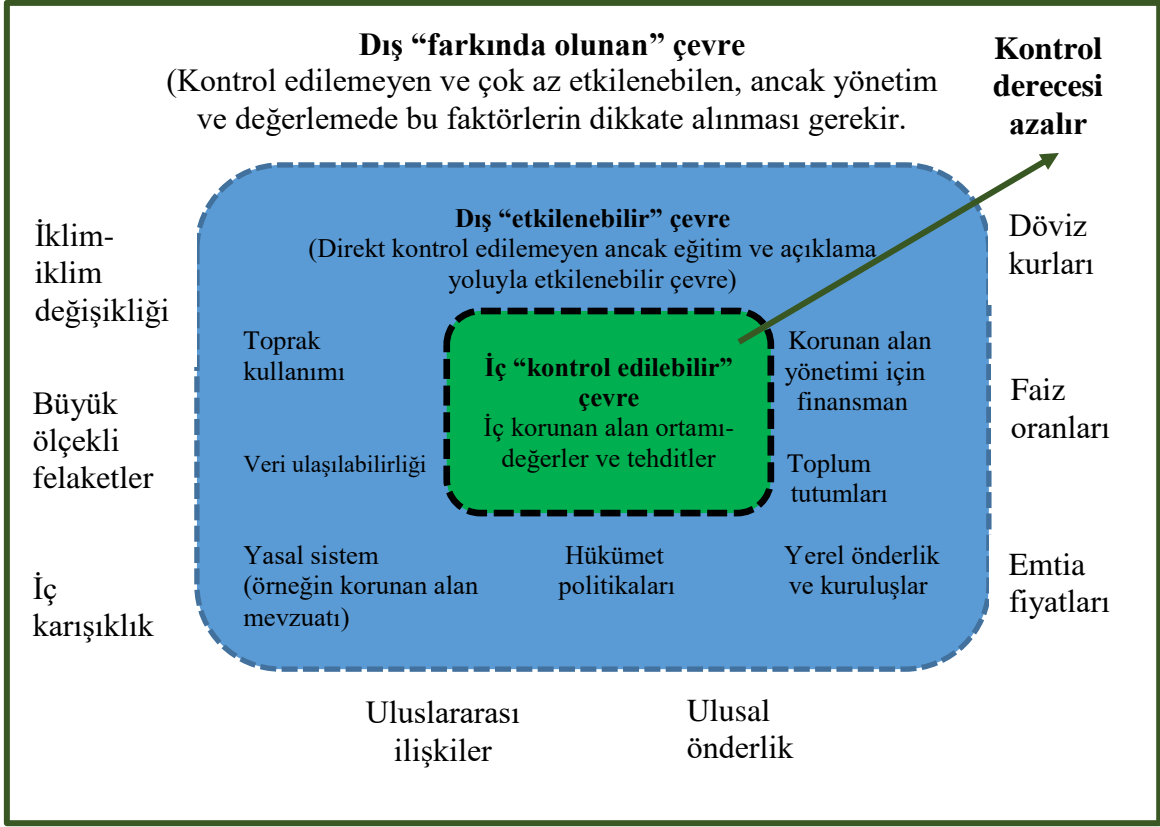 Dış “farkında olunan” çevre
(Kontrol edilemeyen ve çok az etkilenebilen, ancak yönetim
ve değerlemede bu faktörlerin dikkate alınması gerekir.
Kontrol
derecesi
azalır
Dış “etkilenebilir” çevre
(Direkt kontrol edilemeyen ancak eğitim ve açıklama
yoluyla etkilenebilir çevre)
İklim-
iklim
değişikliği
Büyük
ölçekli
felaketler
İç
karışıklık
Toprak
kullanımı
Veri ulaşılabilirliği
Yasal sistem
(örneğin korunan alan
mevzuatı)
İç “kontrol edilebilir”
çevre
İç korunan alan ortamı-
değerler ve tehditler
Hükümet
politikaları
Korunan alan
yönetimi için
finansman
Toplum
tutumları
Yerel önderlik
ve kuruluşlar
Döviz
kurları
Faiz
oranları
Emtia
fiyatları
Uluslararası
ilişkiler
Ulusal
önderlik